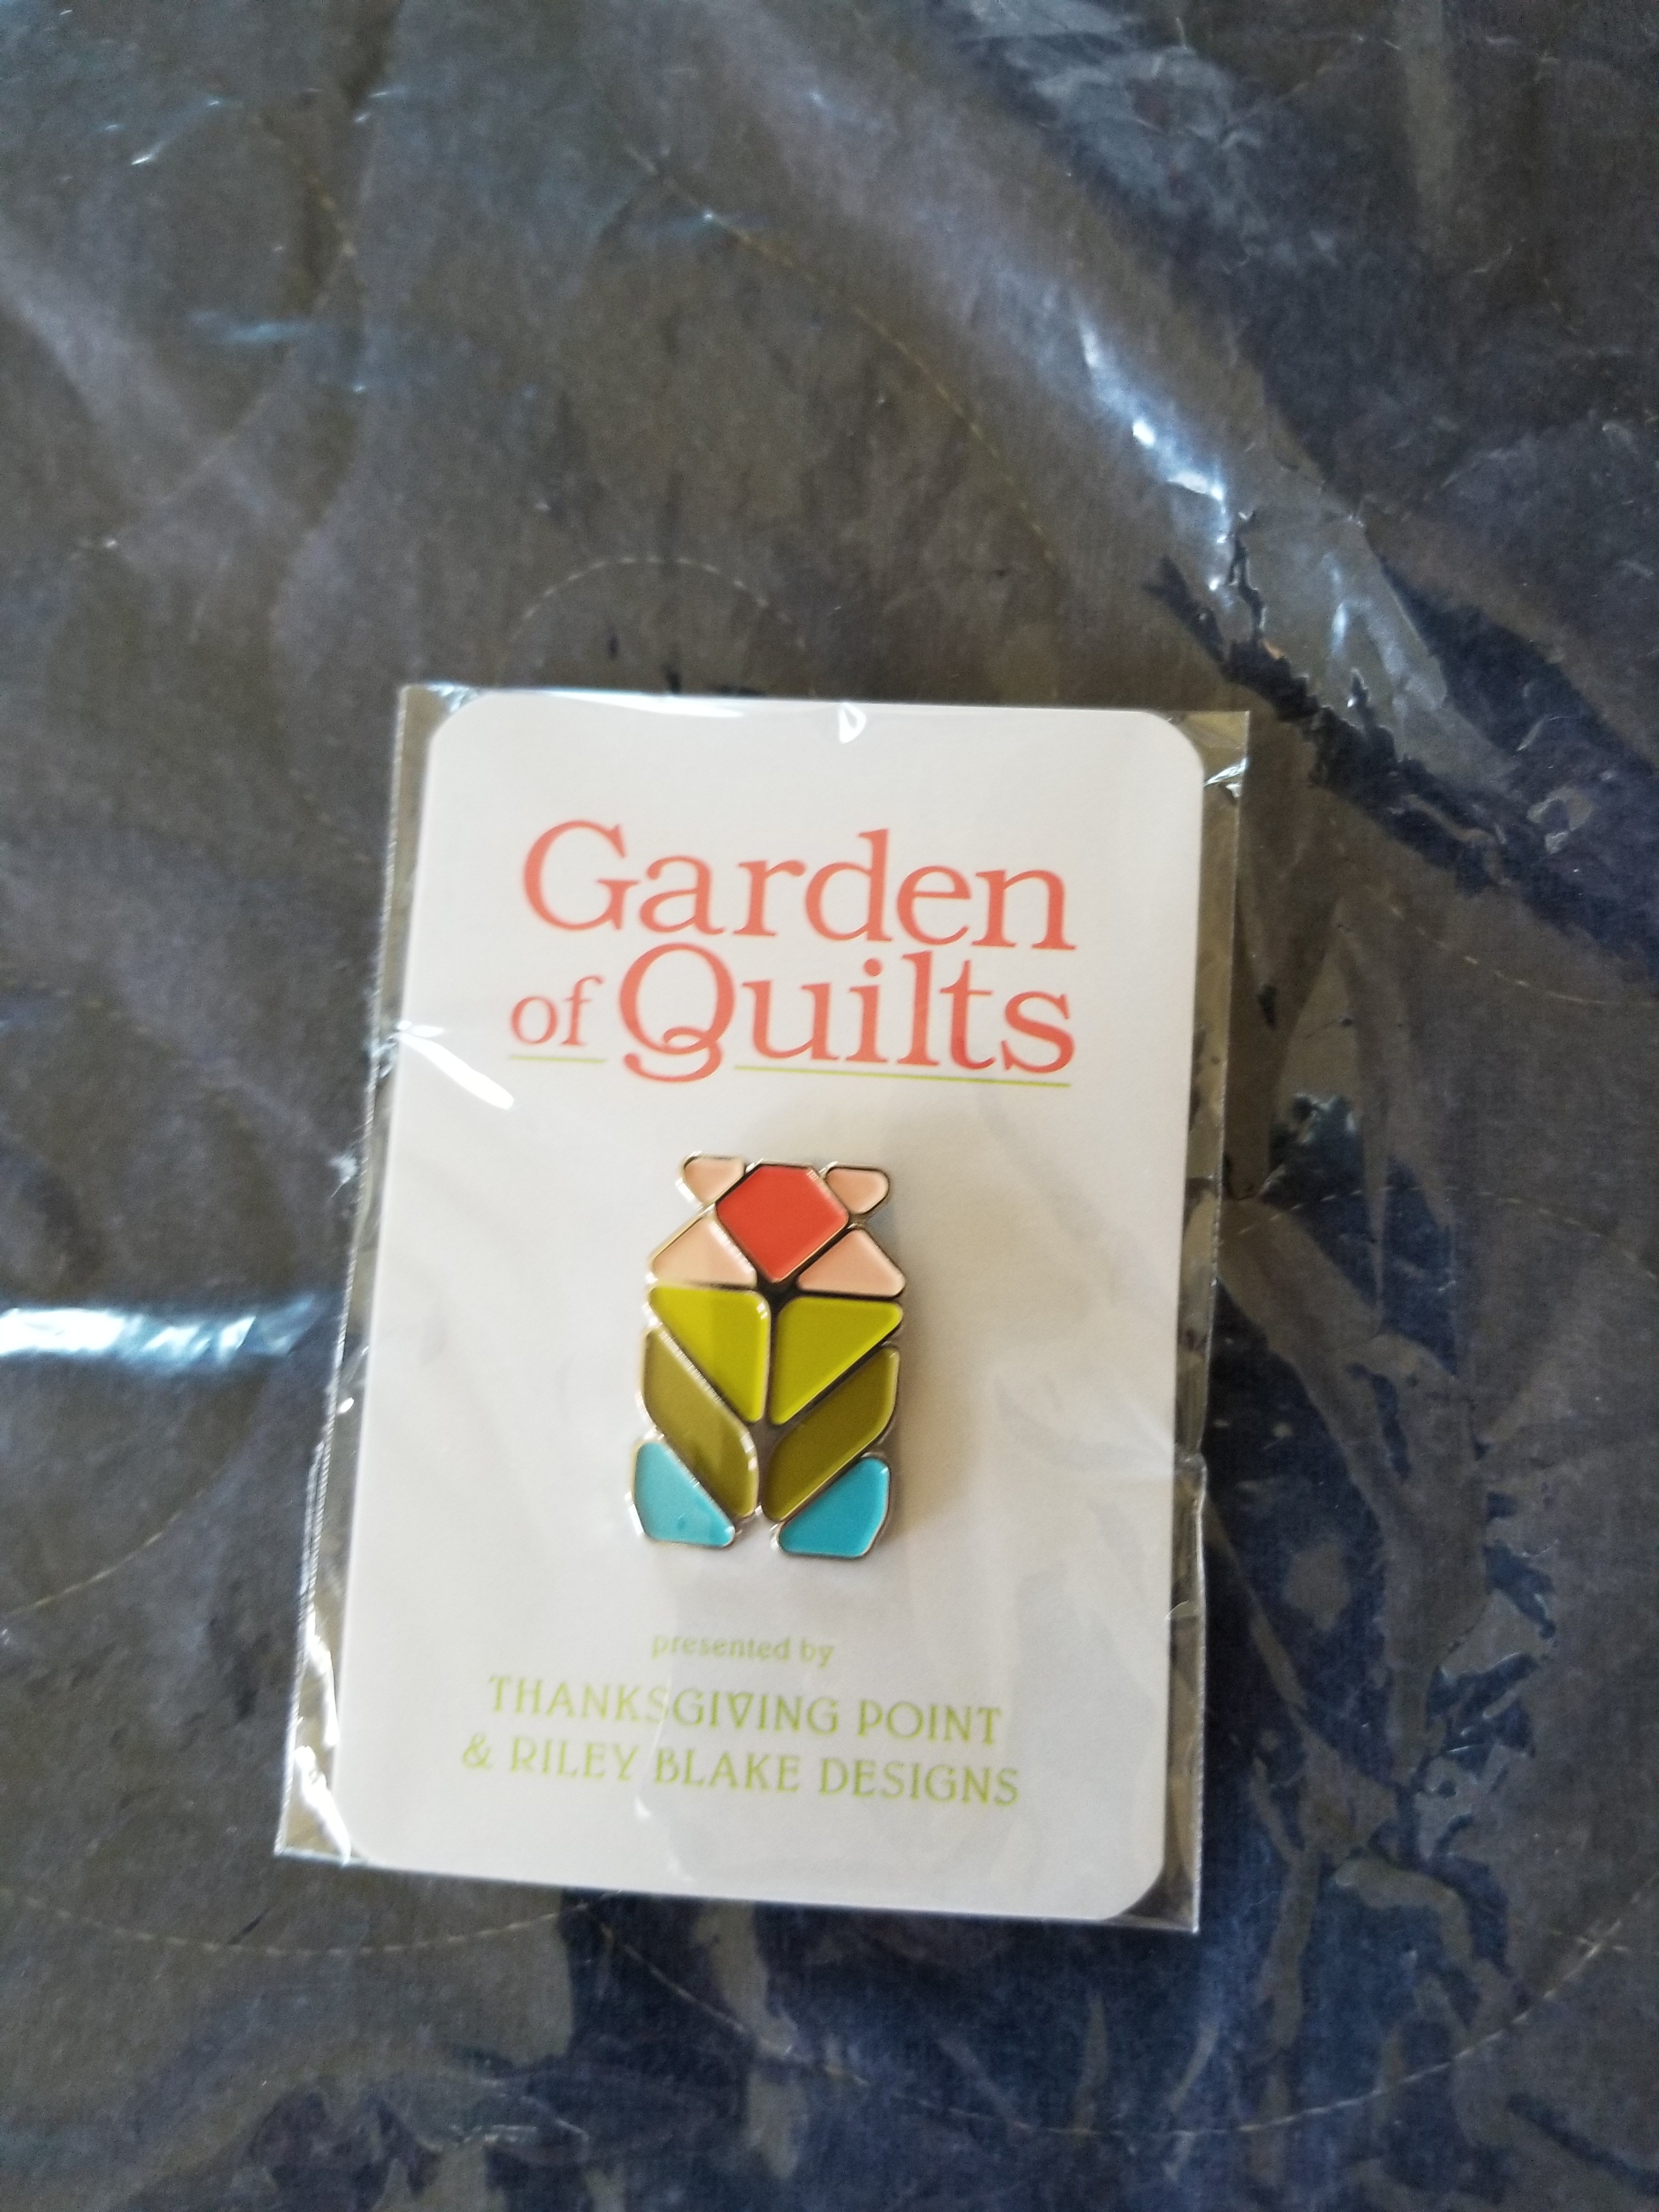 Garden
of Quilts
presented by
THANKSGIVING POINT
& RILEY BLAKE DESIGNS